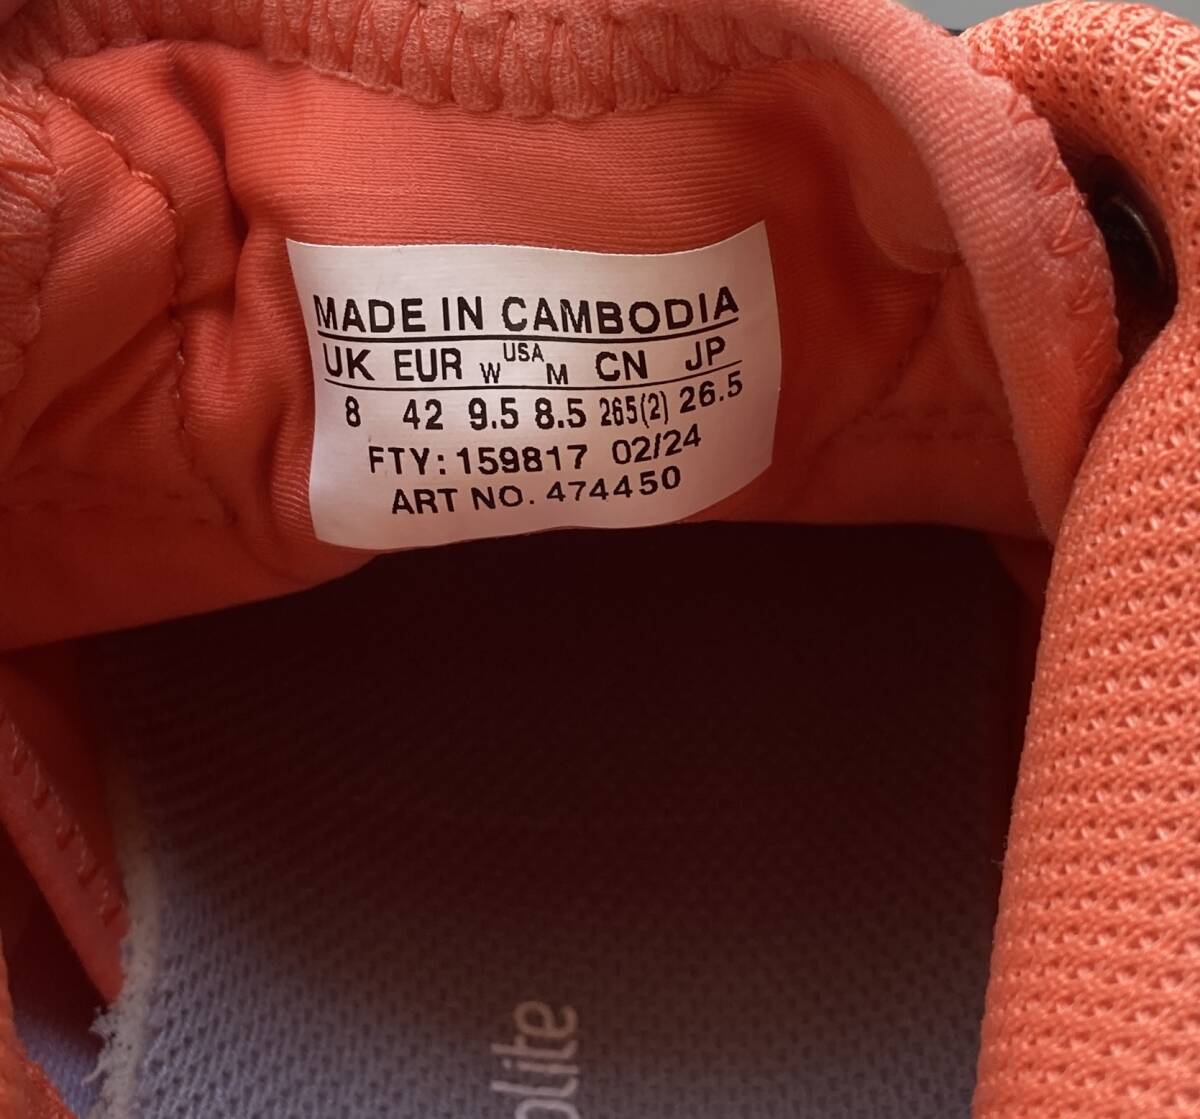 MADE IN CAMBODIA
UK EUR W USA M CN JP
8 42 9.5 8.5 265(2) 26.5
FTY: 159817 02/24
ART NO. 474450